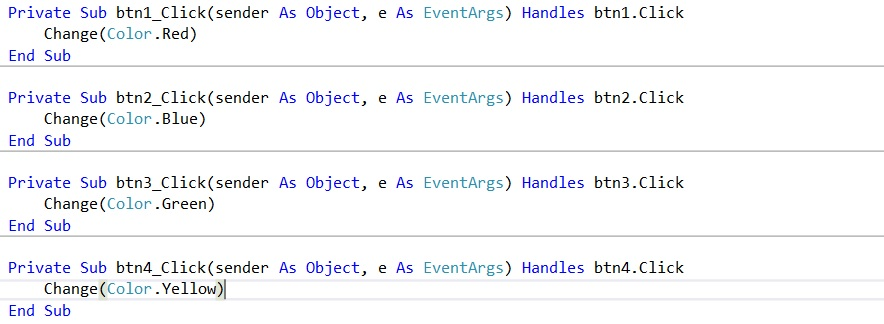 Private Sub btn1_Click(sender As Object, e As EventArgs) Handles btn1.Click
    Change(Color.Red)
End Sub
Private Sub btn2_Click(sender As Object, e As EventArgs) Handles btn2.Click
    Change(Color.Blue)
End Sub
Private Sub btn3_Click(sender As Object, e As EventArgs) Handles btn3.Click
    Change(Color.Green)
End Sub
Private Sub btn4_Click(sender As Object, e As EventArgs) Handles btn4.Click
    Change(Color.Yellow)
End Sub